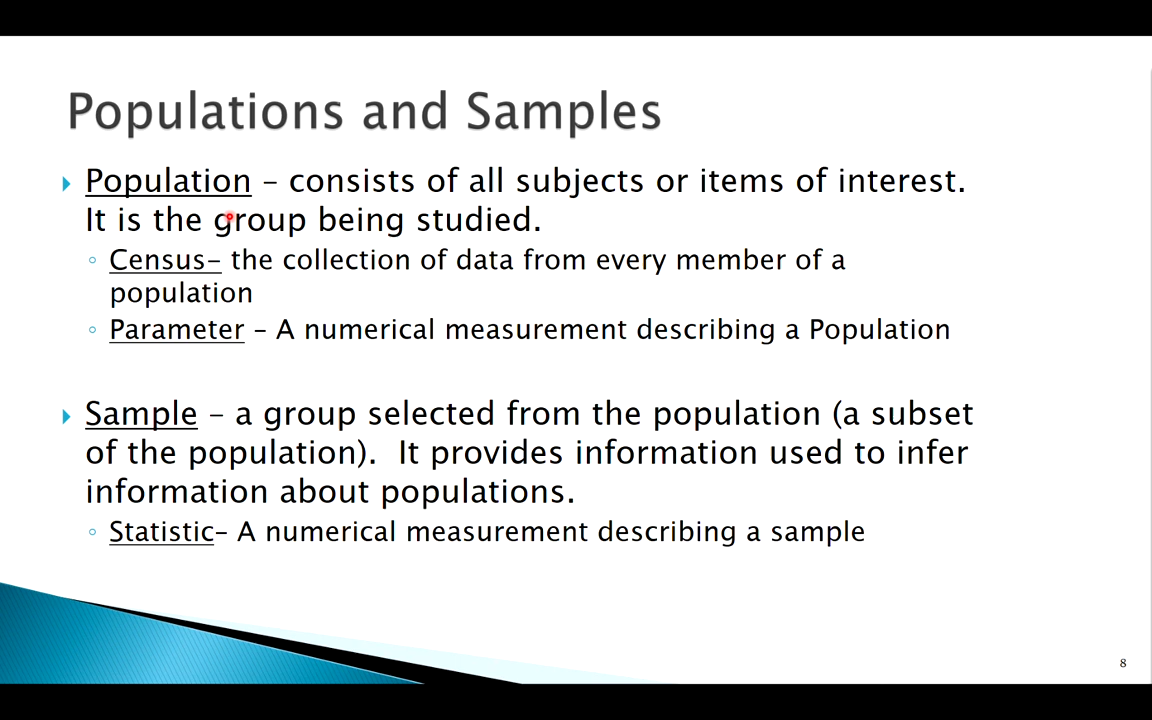 Populations and Samples
Population – consists of all subjects or items of interest.
It is the group being studied.
Census– the collection of data from every member of a
population
Parameter – A numerical measurement describing a Population
Sample – a group selected from the population (a subset
of the population).  It provides information used to infer
information about populations.
Statistic– A numerical measurement describing a sample
8